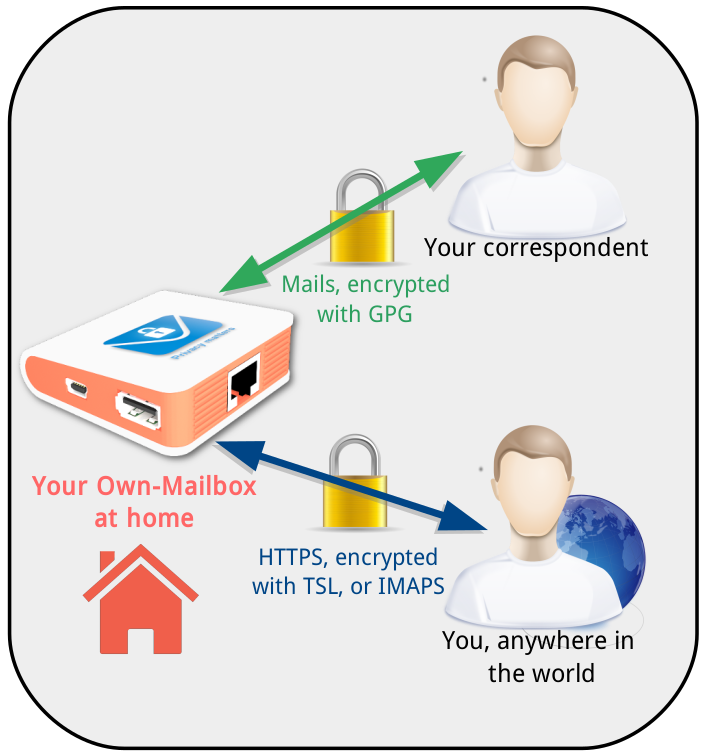 Your correspondent
Mails, encrypted
with GPG
Privacy matters
Your Own-Mailbox
at home
HTTPS, encrypted
with TSL, or IMAPS
You, anywhere in
the world